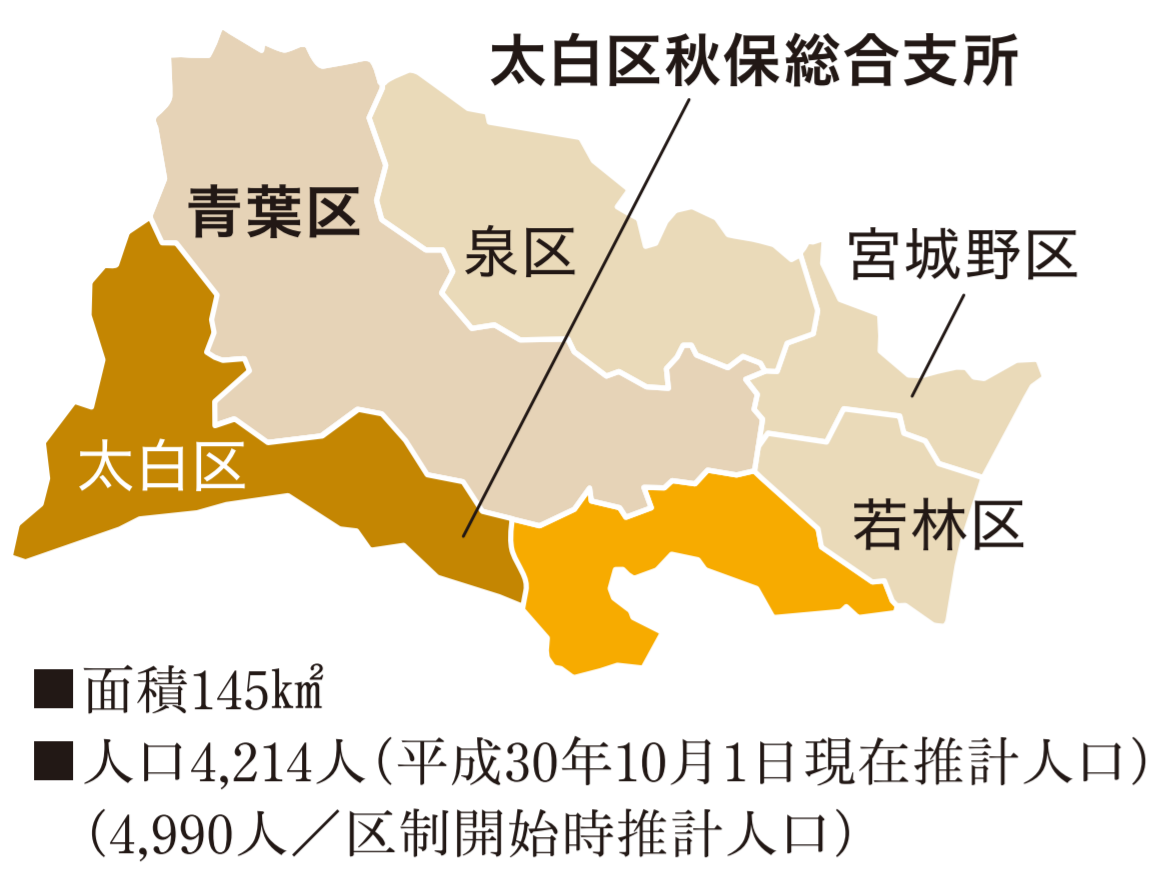 太白区秋保総合支所
青葉区
泉区
宮城野区
太白区
若林区
■面積145㎢
■人口4,214人(平成30年10月1日現在推計人口)
(4,990人/区制開始時推計人口)